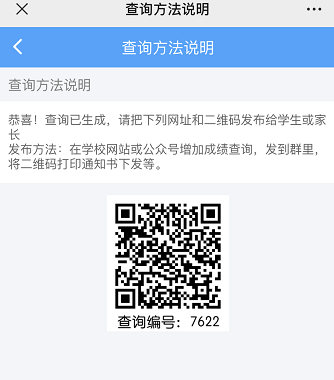 查询方法说明
查询方法说明
查询方法说明
恭喜！查询已生成，请把下列网址和二维码发布给学生或家
长
发布方法：在学校网站或公众号增加成绩查询，发到群里，
将二维码打印通知书下发等。
查询编号：7622